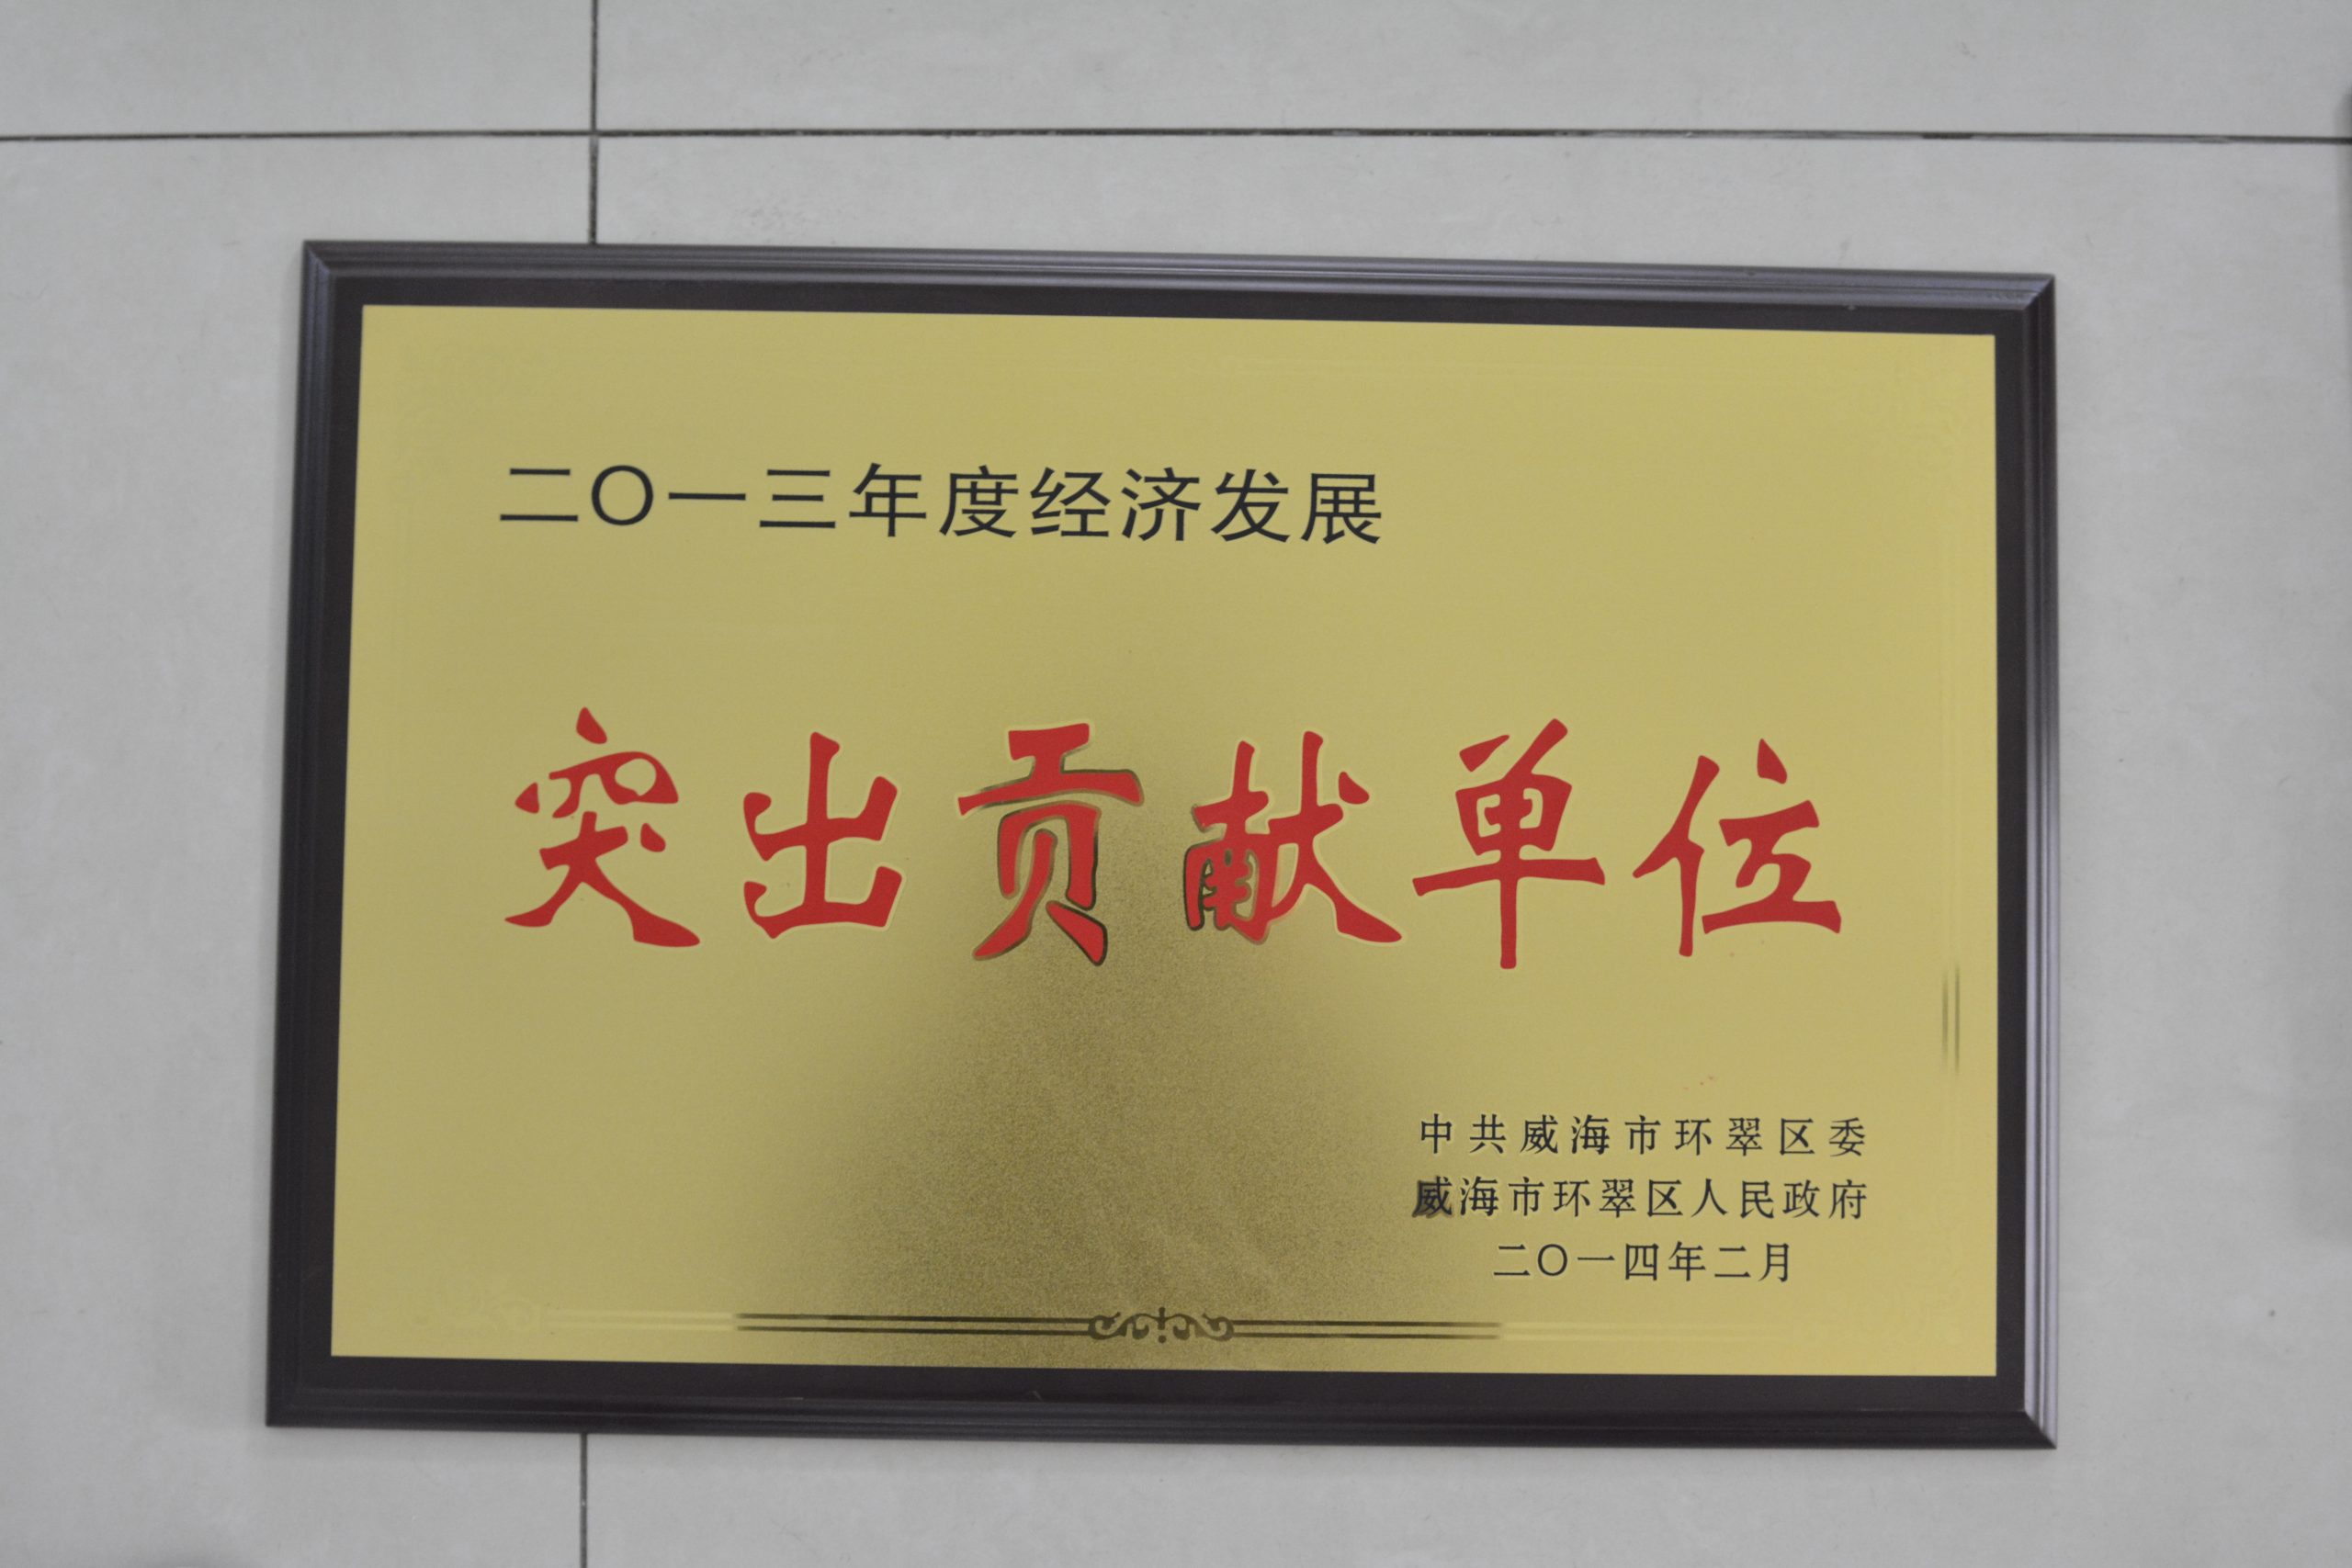 二〇一三年度经济发展
突出贡献单位
中共威海市环翠区委
威海市环翠区人民政府
二〇一四年二月